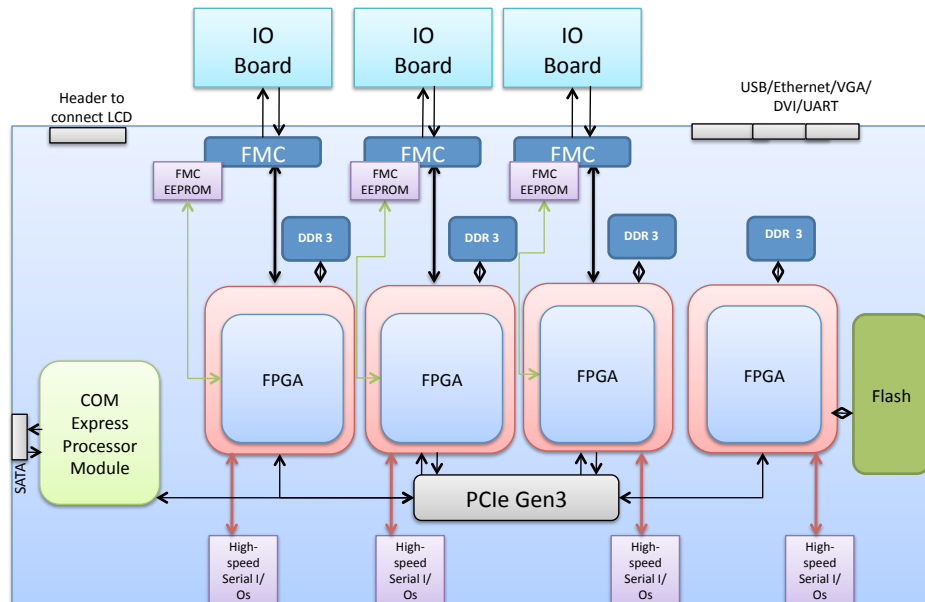 IO
Board
IO
Board
IO
Board
Header to
connect LCD
USB/Ethernet/VGA/
DVI/UART
FMC
FMC
FMC
FMC
EEPROM
FMC
EEPROM
FMC
EEPROM
DDR 3
DDR 3
DDR 3
DDR 3
FPGA
FPGA
FPGA
FPGA
COM
Express
Processor
Module
Flash
SATA
PCIe Gen3
High-
speed
Serial I/
Os
High-
speed
Serial I/
Os
High-
speed
Serial I/
Os
High-
speed
Serial I/
Os